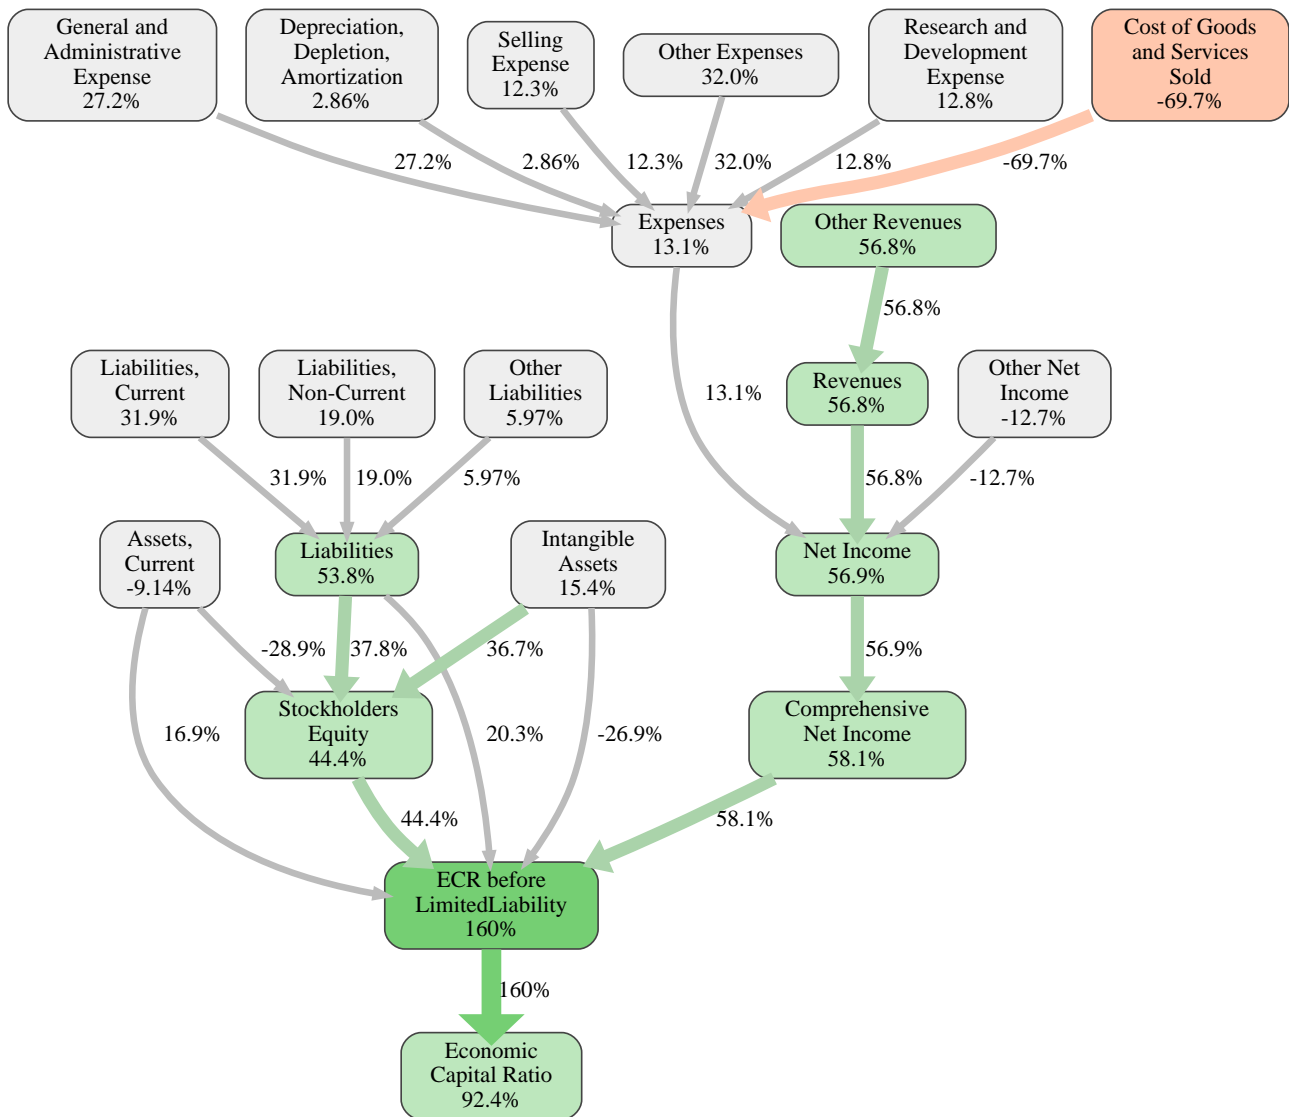 General and
Administrative
Expense
27.2%
Depreciation,
Depletion,
Amortization
2.86%
Selling
Expense
12.3%
Other Expenses
32.0%
Research and
Development
Expense
12.8%
Cost of Goods
and Services
Sold
-69.7%
27.2%
2.86%
12.3%
32.0%
12.8%
-69.7%
Expenses
13.1%
Other Revenues
56.8%
56.8%
Liabilities,
Current
31.9%
Liabilities,
Non-Current
19.0%
Other
Liabilities
5.97%
13.1%
Revenues
56.8%
Other Net
Income
-12.7%
31.9%
19.0%
5.97%
56.8%
-12.7%
Assets,
Current
-9.14%
Liabilities
53.8%
Intangible
Assets
15.4%
Net Income
56.9%
-28.9%
37.8%
36.7%
56.9%
16.9%
Stockholders
Equity
44.4%
20.3%
-26.9%
Comprehensive
Net Income
58.1%
44.4%
58.1%
ECR before
LimitedLiability
160%
160%
Economic
Capital Ratio
92.4%